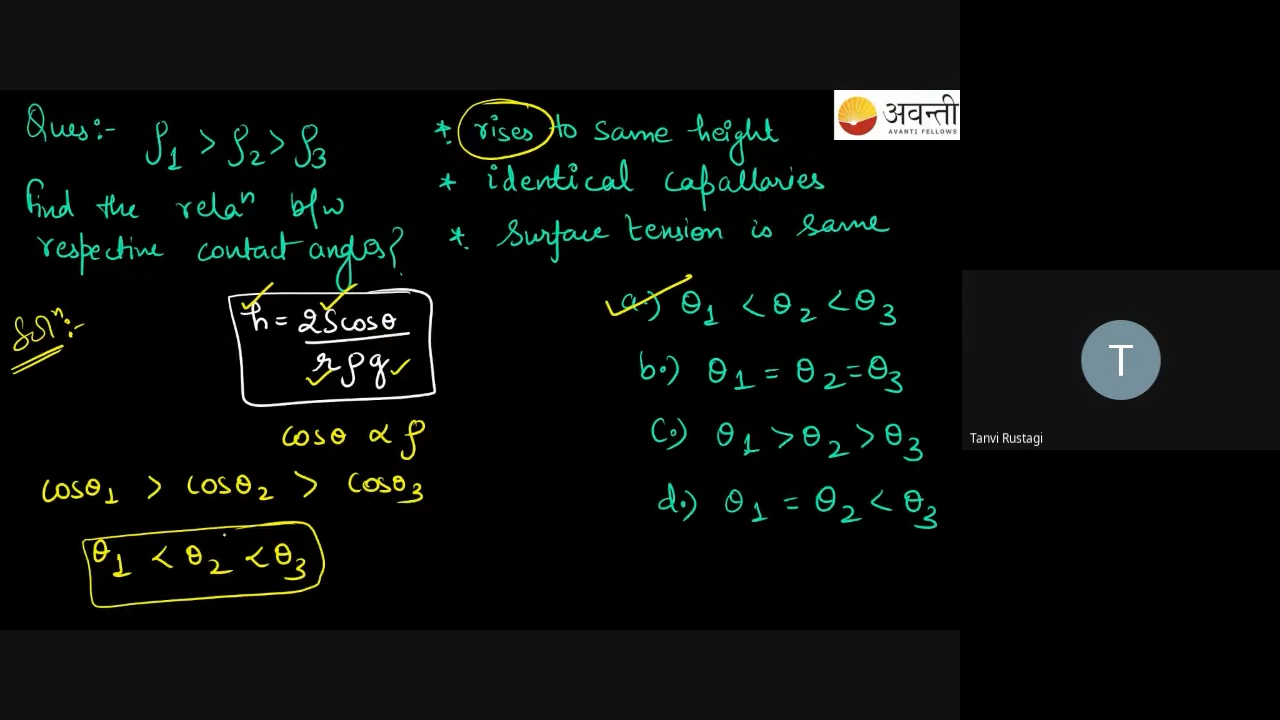 Ques:- ρ1 > ρ2 > ρ3
Find the relaⁿ b/w
respective contact angles?
* rises to same height
* identical capallaries
* Surface tension is same
अवन्ती
AVANTI FELLOWS
Solⁿ:-
h = 2Scosθ / rρg
cosθ ∝ ρ
cosθ1 > cosθ2 > cosθ3
θ1 < θ2 < θ3
a.) θ1 < θ2 < θ3
b.) θ1 = θ2 = θ3
c.) θ1 > θ2 > θ3
d.) θ1 = θ2 < θ3
T
Tanvi Rustagi